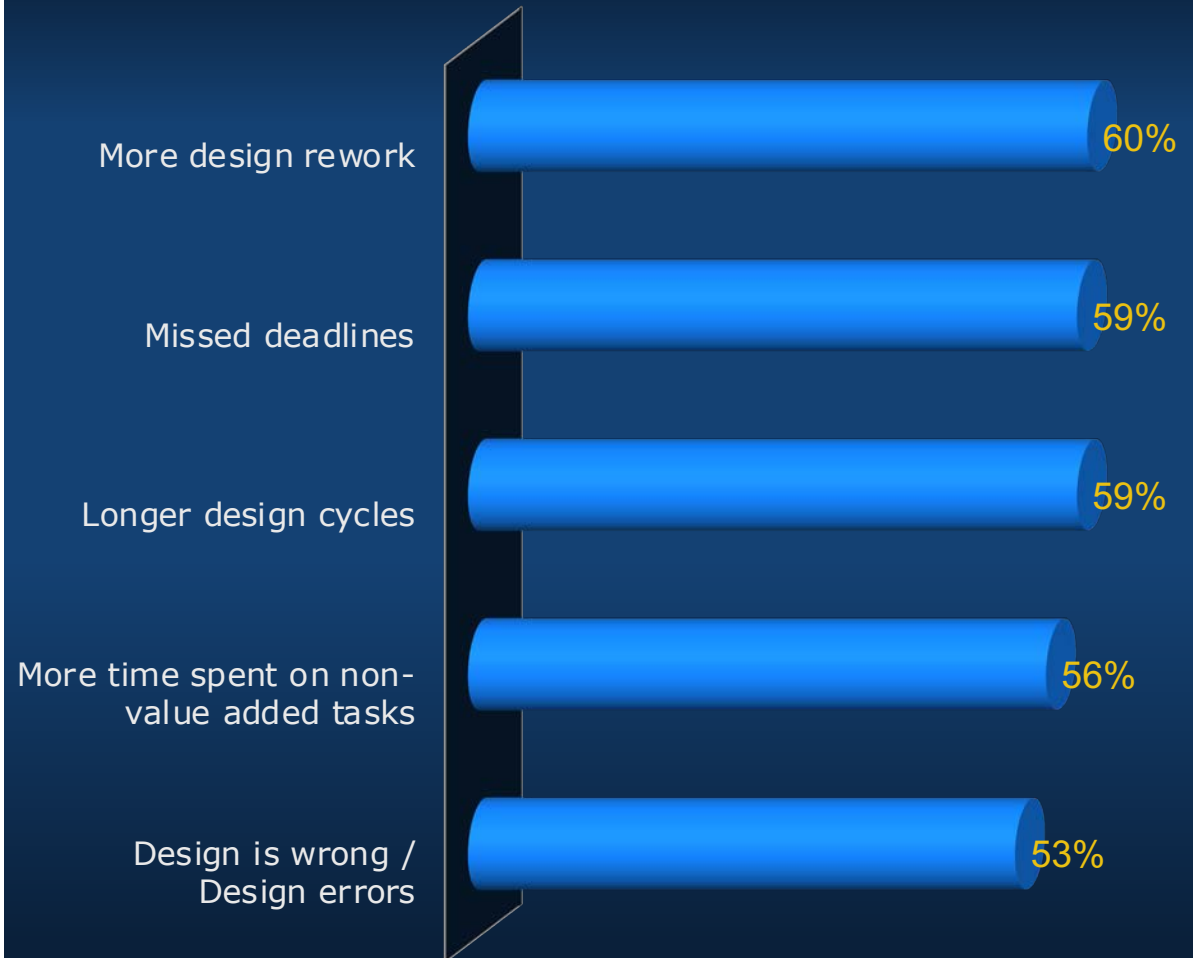 More design rework
60%
Missed deadlines
59%
Longer design cycles
59%
More time spent on non-
value added tasks
56%
Design is wrong /
Design errors
53%